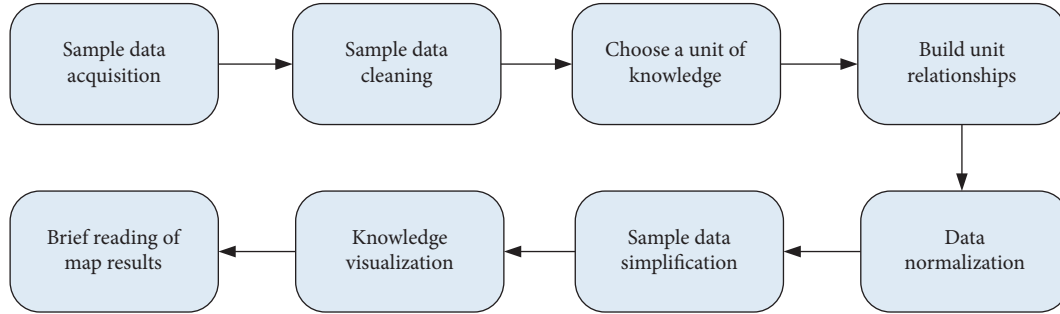 Sample data
acquisition
Sample data
cleaning
Choose a unit of
knowledge
Build unit
relationships
Data
normalization
Sample data
simplification
Knowledge
visualization
Brief reading of
map results